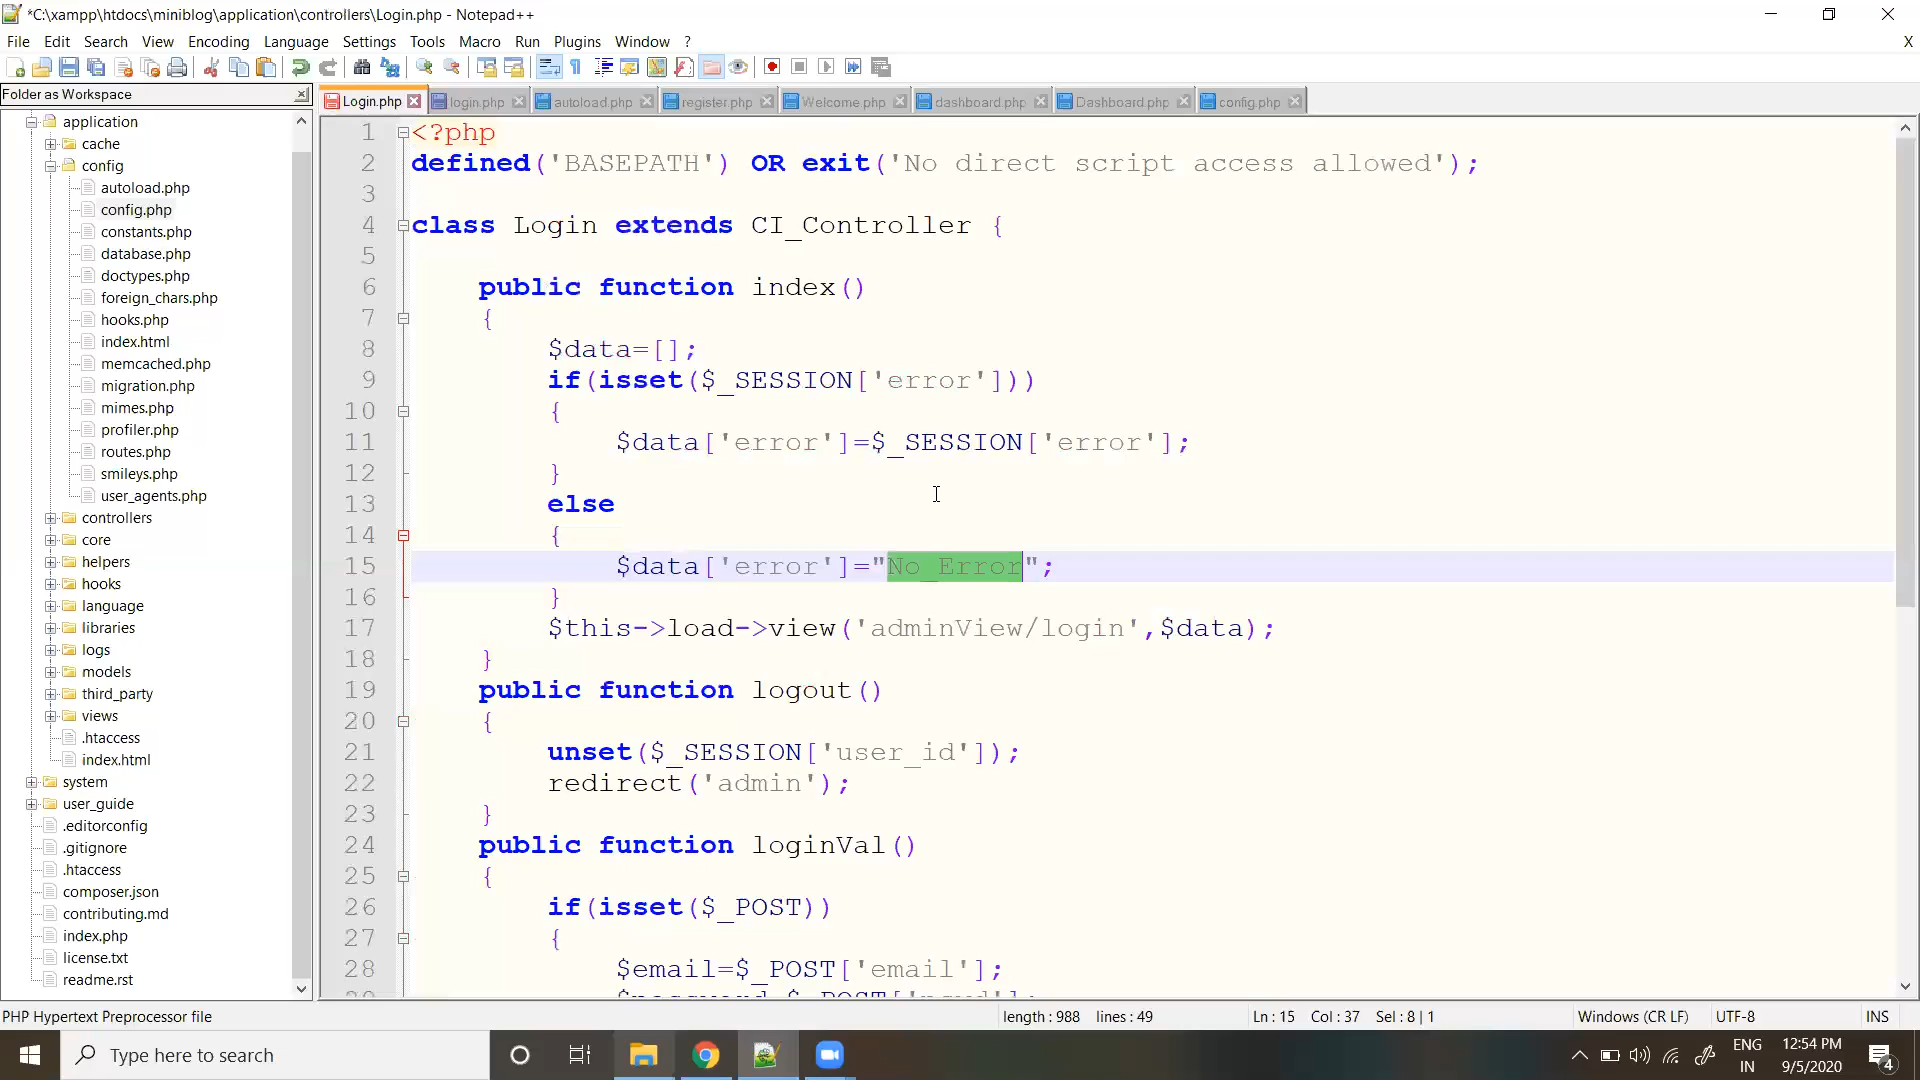 *C:\xampp\htdocs\miniblog\application\controllers\Login.php - Notepad++
File Edit Search View Encoding Language Settings Tools Macro Run Plugins Window ? X
Folder as Workspace
Login.php login.php autoload.php register.php Welcome.php dashboard.php Dashboard.php config.php
application
cache
config
autoload.php
config.php
constants.php
database.php
doctypes.php
foreign_chars.php
hooks.php
index.html
memcached.php
migration.php
mimes.php
profiler.php
routes.php
smileys.php
user_agents.php
controllers
core
helpers
hooks
language
libraries
logs
models
third_party
views
.htaccess
index.html
system
user_guide
.editorconfig
.gitignore
.htaccess
composer.json
contributing.md
index.php
license.txt
readme.rst
1 <?php
2 defined('BASEPATH') OR exit('No direct script access allowed');
3
4 class Login extends CI_Controller {
5
6 public function index()
7 {
8 $data=[];
9 if(isset($_SESSION['error']))
10 {
11 $data['error']=$_SESSION['error'];
12 }
13 else
14 {
15 $data['error']="No_Error";
16 }
17 $this->load->view('adminView/login',$data);
18 }
19 public function logout()
20 {
21 unset($_SESSION['user_id']);
22 redirect('admin');
23 }
24 public function loginVal()
25 {
26 if(isset($_POST))
27 {
28 $email=$_POST['email'];
PHP Hypertext Preprocessor file length : 988 lines : 49 Ln : 15 Col : 37 Sel : 8 | 1 Windows (CR LF) UTF-8 INS
Type here to search
ENG
IN
12:54 PM
9/5/2020
4